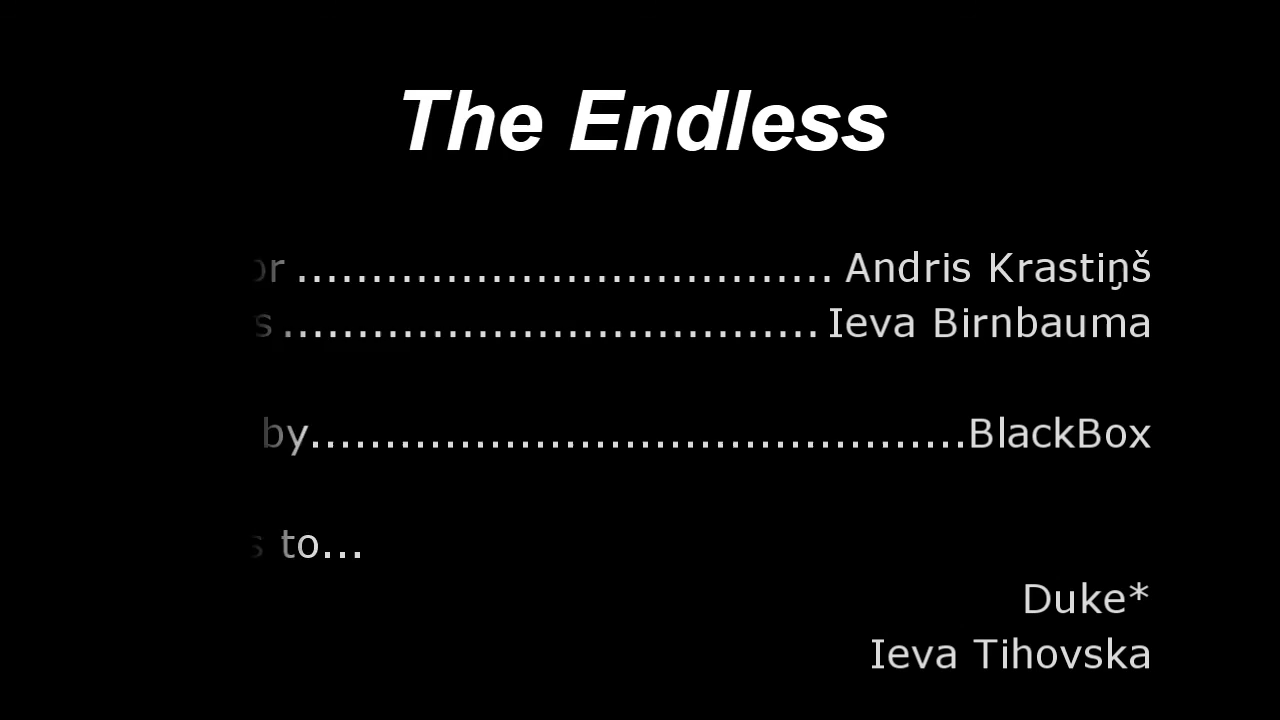 The Endless
or .................................... Andris Krastiņš
s .................................... Ieva Birnbauma
by............................................BlackBox
s to...
Duke*
Ieva Tihovska